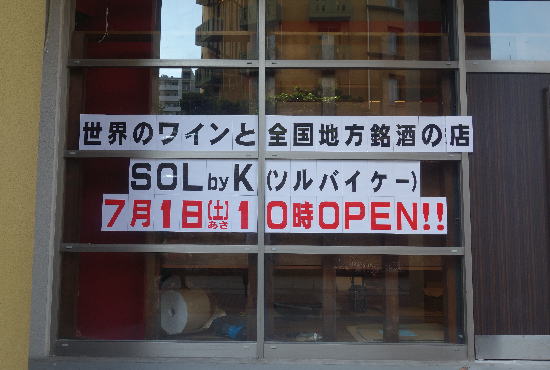 世界のワインと全国地方銘酒の店
SOL by K (ソルバイケー)
7月1日(土)あさ10時OPEN!!